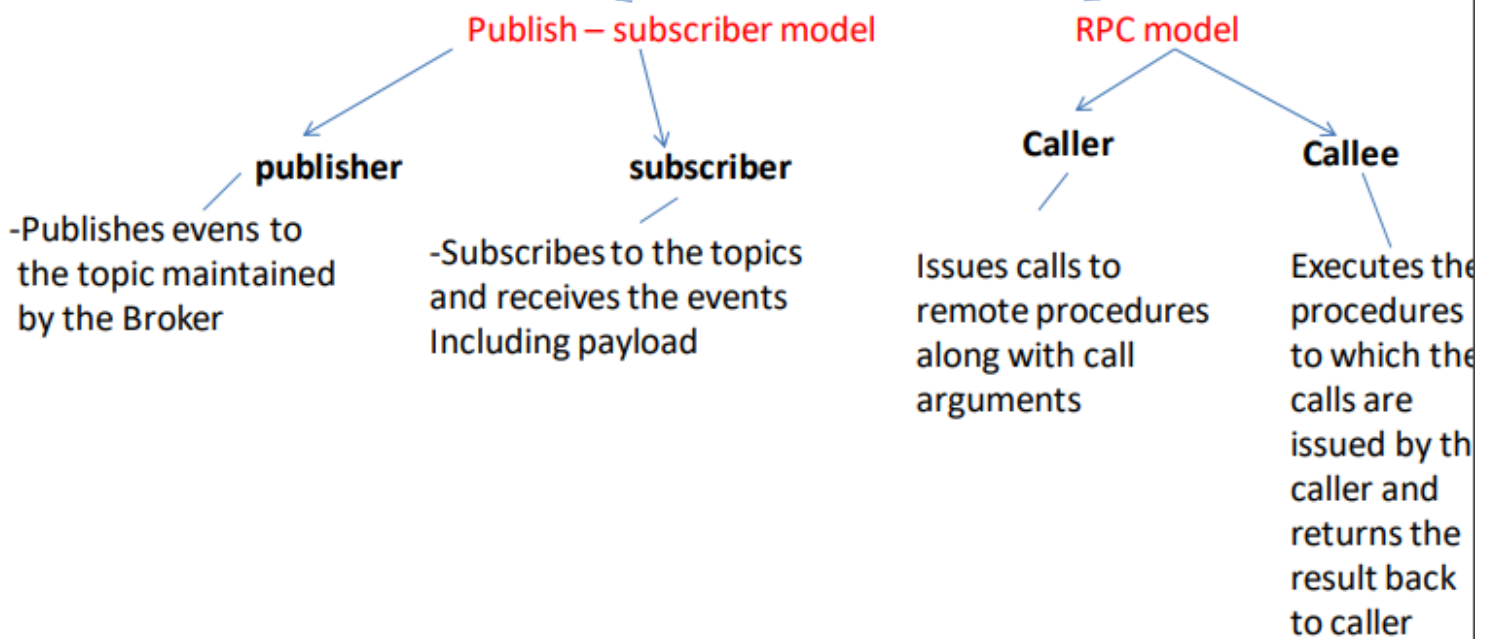 Publish – subscriber model
RPC model
publisher
subscriber
Caller
Callee
-Publishes evens to
the topic maintained
by the Broker
-Subscribes to the topics
and receives the events
Including payload
Issues calls to
remote procedures
along with call
arguments
Executes the
procedures
to which the
calls are
issued by th
caller and
returns the
result back
to caller